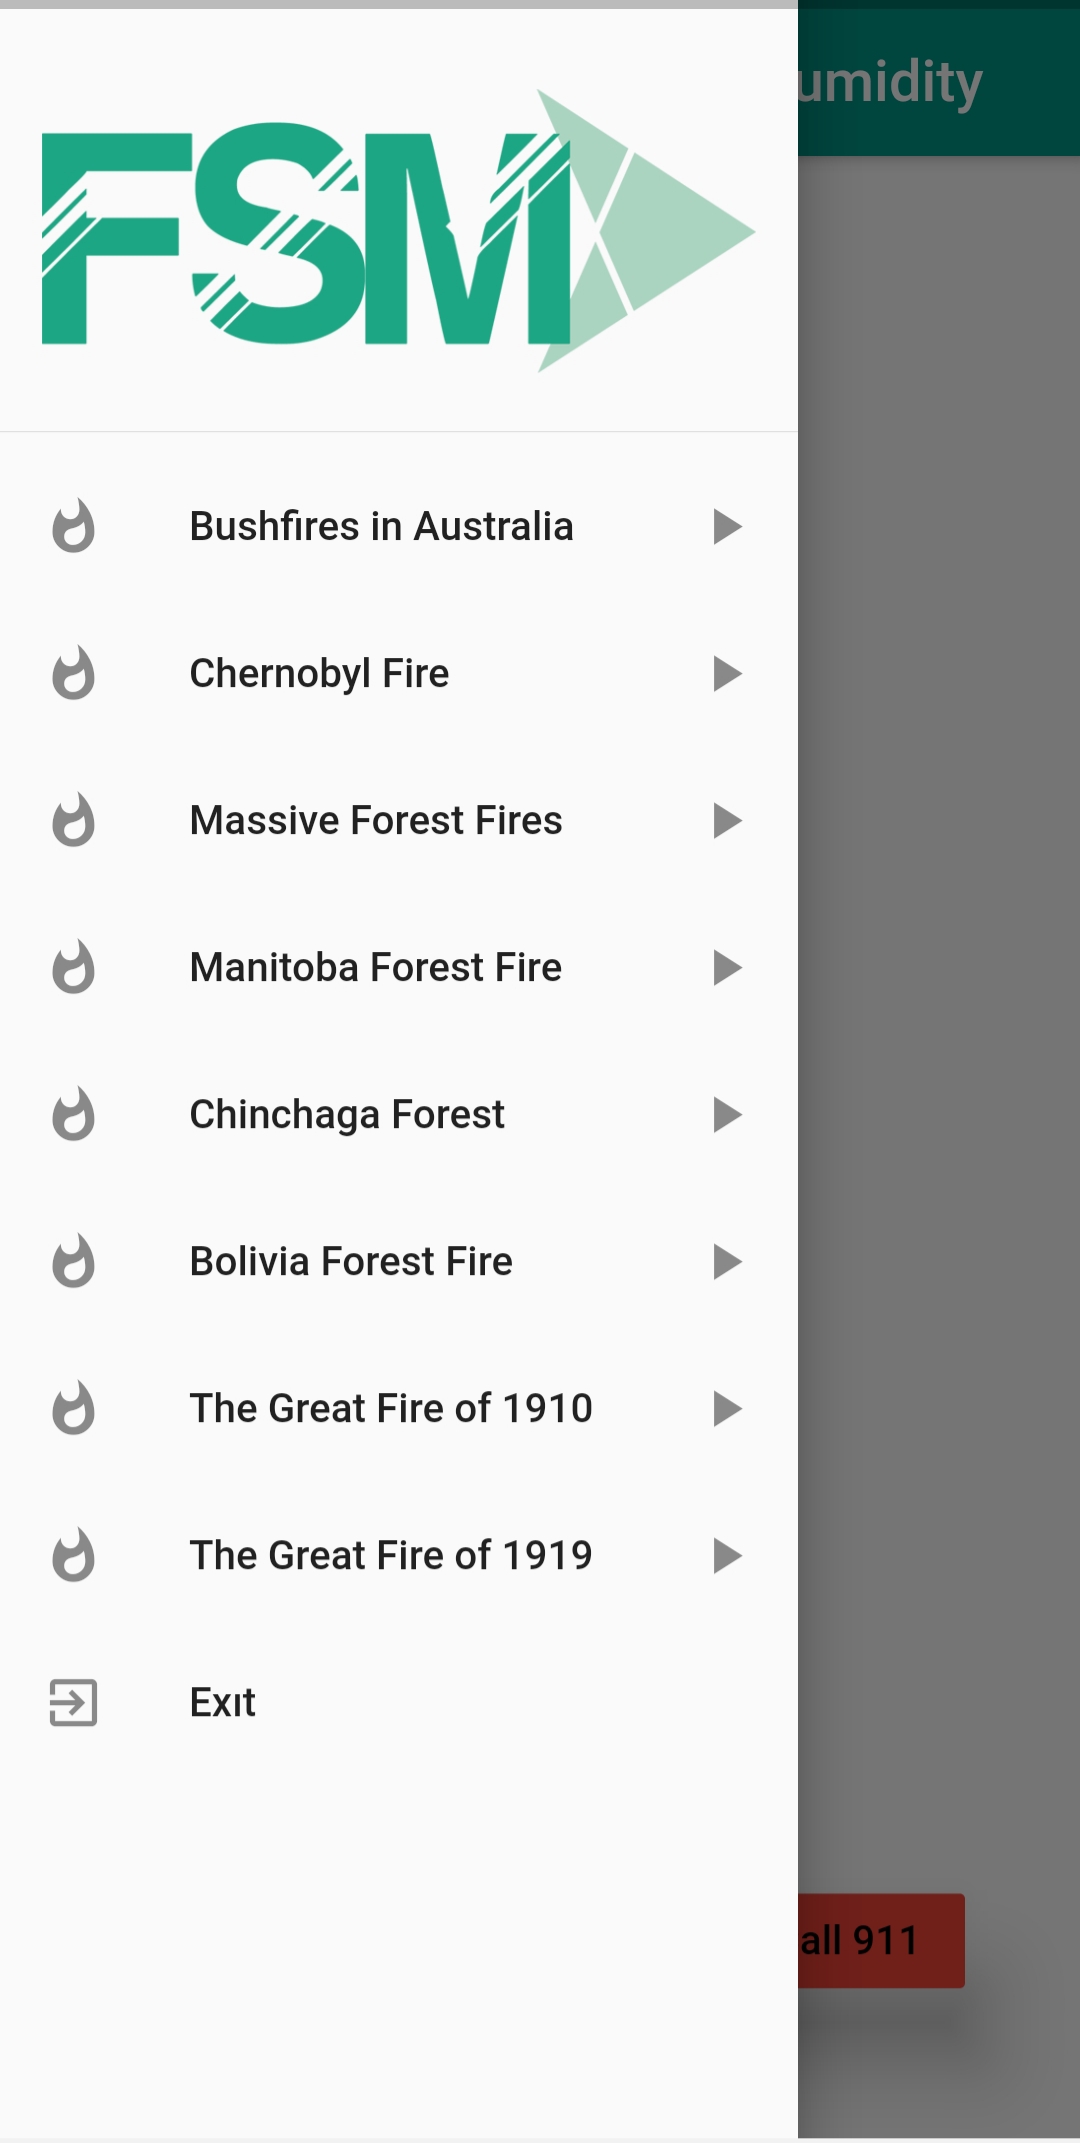 umidity
FSM
Bushfires in Australia
Chernobyl Fire
Massive Forest Fires
Manitoba Forest Fire
Chinchaga Forest
Bolivia Forest Fire
The Great Fire of 1910
The Great Fire of 1919
Exıt
all 911